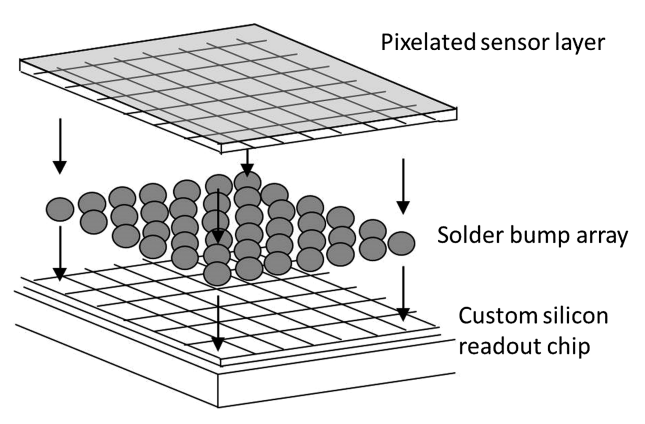 Pixelated sensor layer
Solder bump array
Custom silicon
readout chip